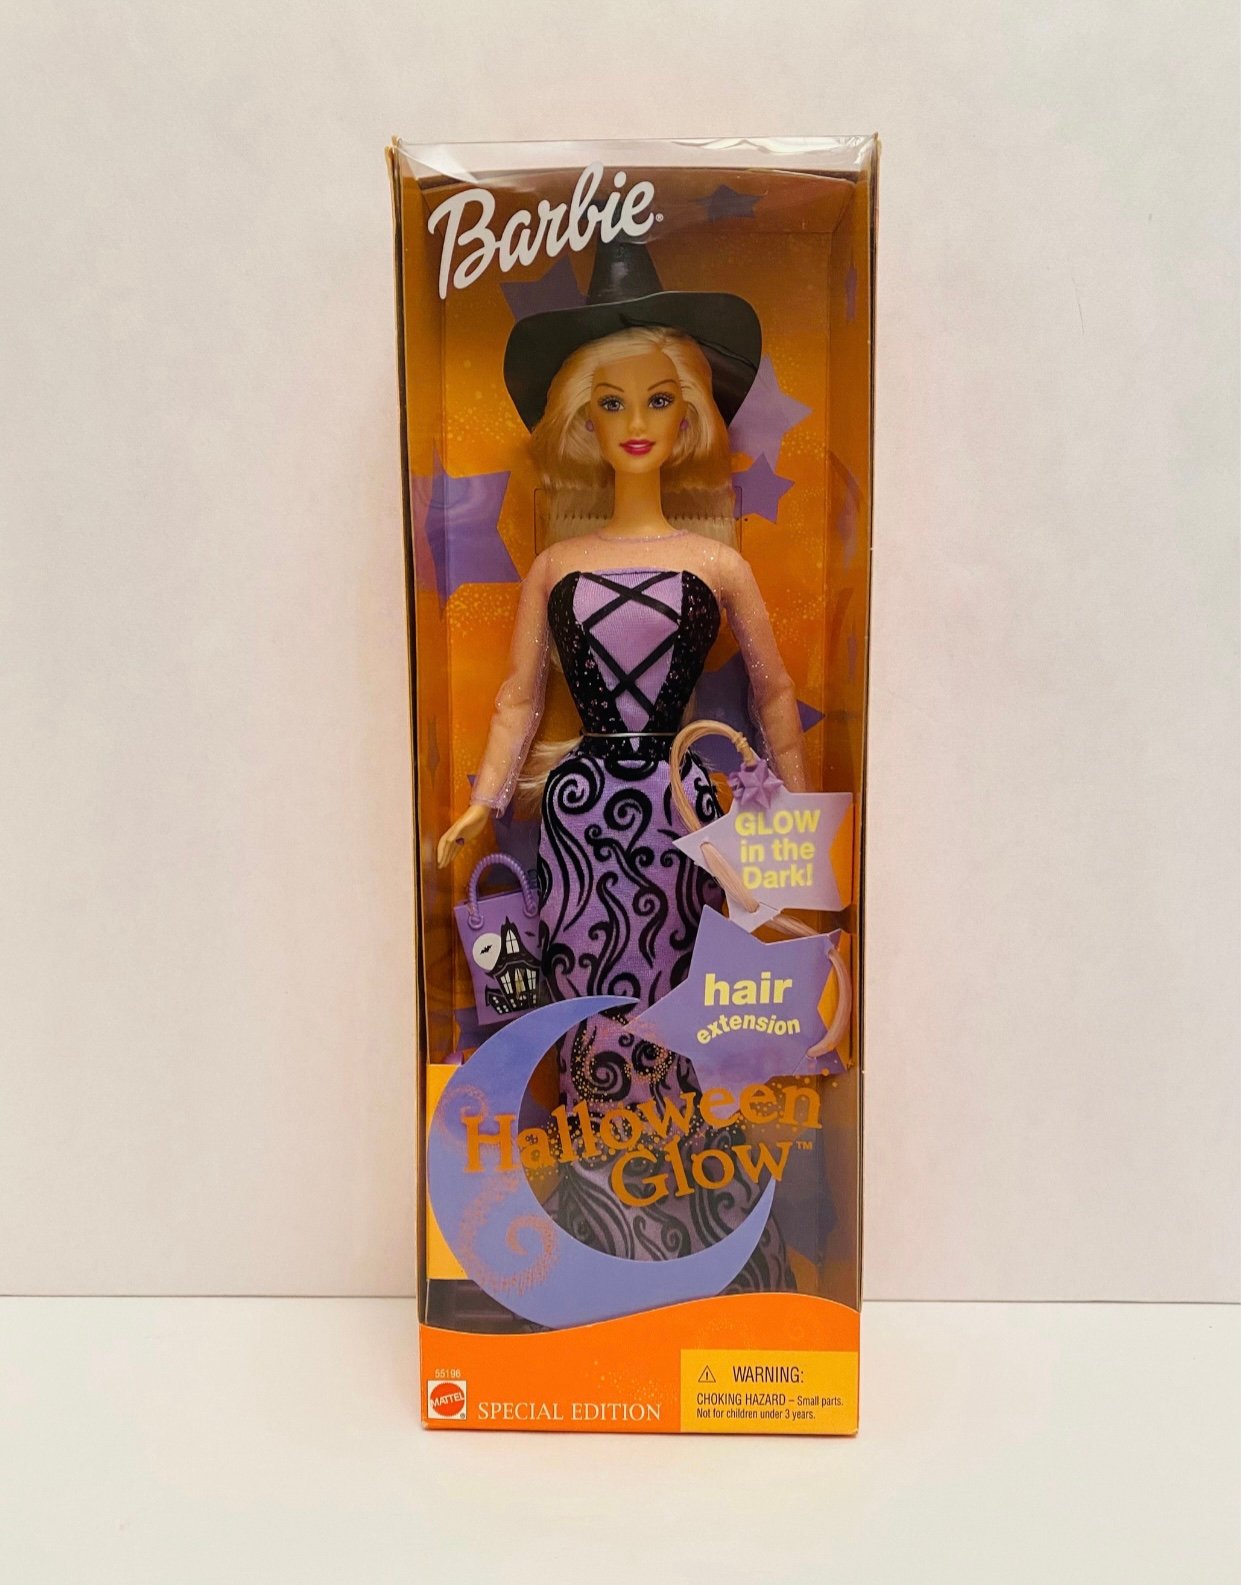 Barbie®
GLOW
in the
Dark!
hair
extension
Halloween
Glow™
55196
MATTEL
®
SPECIAL EDITION
⚠ WARNING:
CHOKING HAZARD – Small parts.
Not for children under 3 years.